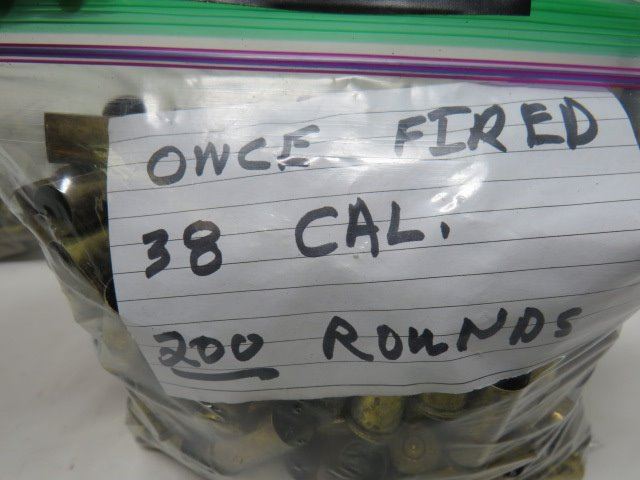 ONCE FIRED
38 CAL.
200 ROUNDS